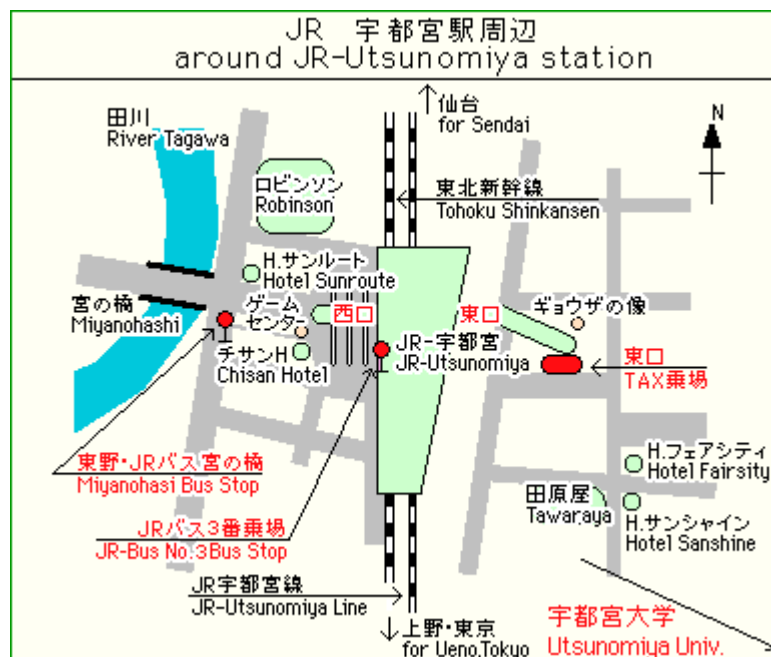 JR 宇都宮駅周辺
around JR-Utsunomiya station
↑仙台
for Sendai
N
田川
River Tagawa
ロビンソン
Robinson
東北新幹線
Tohoku Shinkansen
H.サンルート
Hotel Sunroute
宮の橋
Miyanohashi
ゲーム
センター
西口
東口
ギョウザの像
チサンH
Chisan Hotel
JR-宇都宮
JR-Utsunomiya
東口
TAX乗場
東野・JRバス宮の橋
Miyanohasi Bus Stop
H.フェアシティ
Hotel Fairsity
田原屋
Tawaraya
H.サンシャイン
Hotel Sanshine
JRバス3番乗場
JR-Bus No.3Bus Stop
JR宇都宮線
JR-Utsunomiya Line
↓上野・東京
for Ueno.Tokyo
宇都宮大学
Utsunomiya Univ.